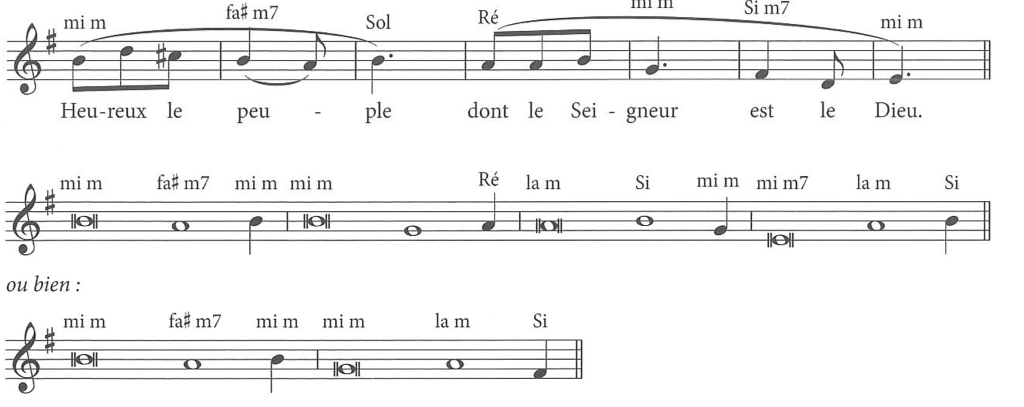 mi m fa♯ m7 Sol Ré mi m Si m7 mi m
Heu-reux le peu - ple dont le Sei - gneur est le Dieu.
mi m fa♯ m7 mi m mi m Ré la m Si mi m mi m7 la m Si
ou bien :
mi m fa♯ m7 mi m mi m la m Si